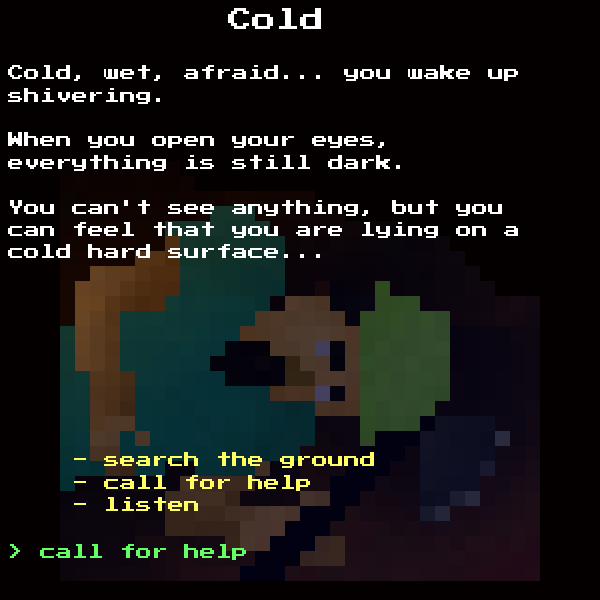 Cold
Cold, wet, afraid... you wake up
shivering.
When you open your eyes,
everything is still dark.
You can't see anything, but you
can feel that you are lying on a
cold hard surface...
- search the ground
- call for help
- listen
> call for help